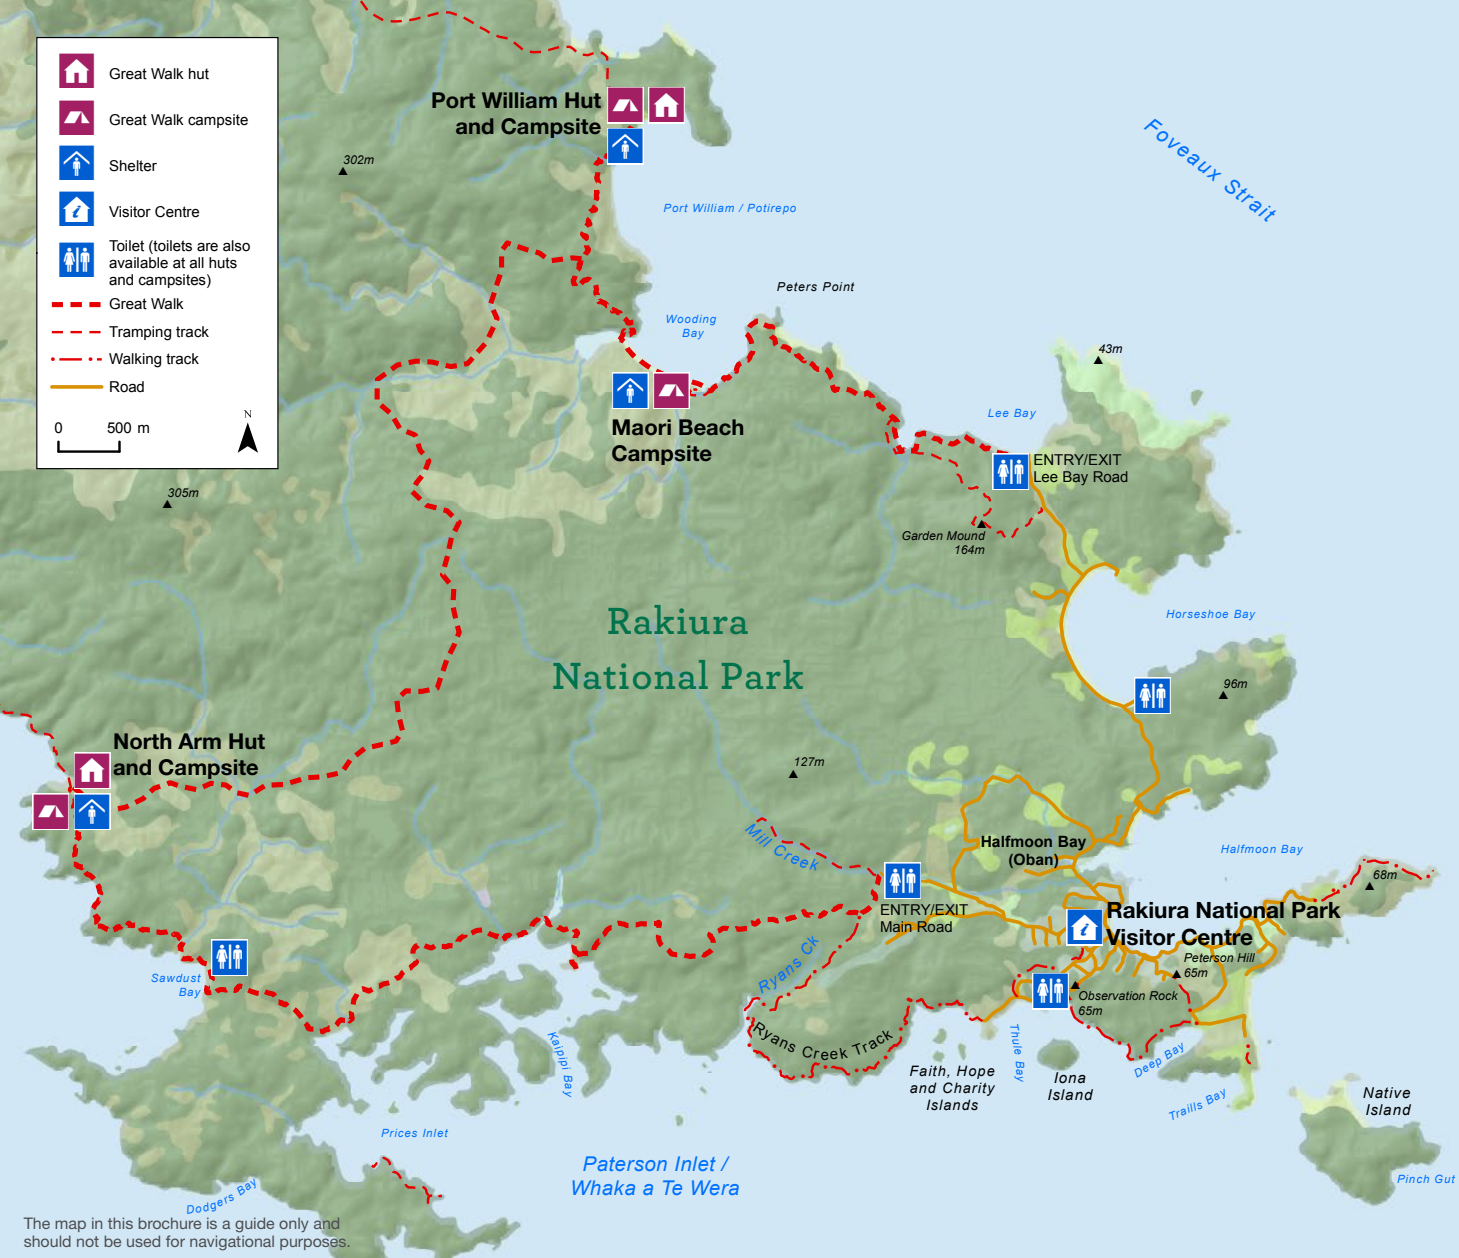 Great Walk hut
Great Walk campsite
Shelter
Visitor Centre
Toilet (toilets are also
available at all huts
and campsites)
Great Walk
Tramping track
Walking track
Road
0 500 m
N
Port William Hut
and Campsite
302m
Foveaux Strait
Port William / Potirepo
Peters Point
Wooding
Bay
43m
Maori Beach
Campsite
Lee Bay
ENTRY/EXIT
Lee Bay Road
305m
Garden Mound
164m
Rakiura
National Park
Horseshoe Bay
96m
North Arm Hut
and Campsite
127m
Mill Creek
Halfmoon Bay
(Oban)
Halfmoon Bay
68m
ENTRY/EXIT
Main Road
Rakiura National Park
Visitor Centre
Peterson Hill
65m
Sawdust
Bay
Ryans Ck
Observation Rock
65m
Ryans Creek Track
Kaipipi Bay
Thule Bay
Deep Bay
Faith, Hope
and Charity
Islands
Iona
Island
Traills Bay
Native
Island
Prices Inlet
Paterson Inlet /
Whaka a Te Wera
Pinch Gut
Dodgers Bay
The map in this brochure is a guide only and
should not be used for navigational purposes.